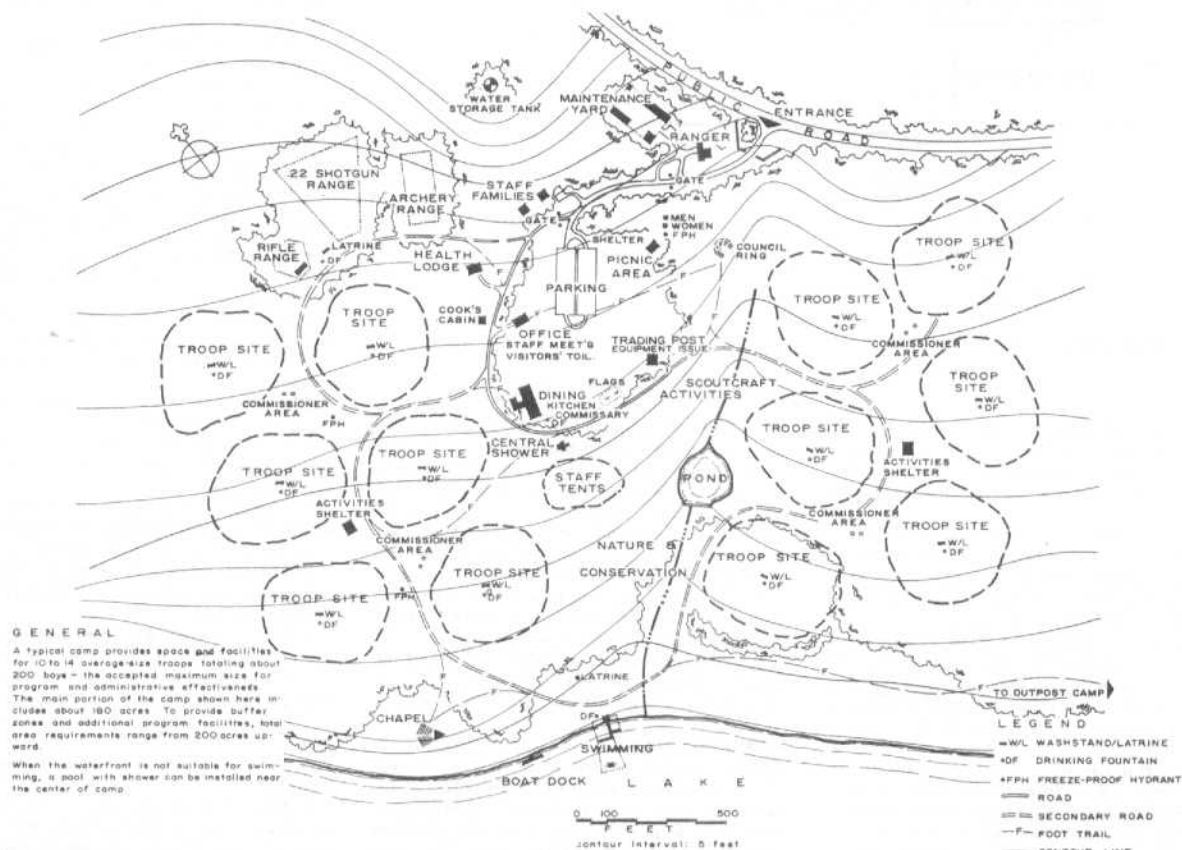 PUBLIC ROAD
ENTRANCE
WATER
STORAGE TANK
MAINTENANCE
YARD
RANGER
GATE
.22 SHOTGUN
RANGE
ARCHERY
RANGE
STAFF
FAMILIES
GATE
MEN
WOMEN
FPH
SHELTER
PICNIC
AREA
COUNCIL
RING
RIFLE
RANGE
LATRINE
DF
HEALTH
LODGE
F
PARKING
TROOP SITE
W/L
DF
TROOP SITE
W/L
DF
TROOP
SITE
W/L
DF
TROOP SITE
W/L
DF
COOK'S
CABIN
OFFICE
STAFF MEET'G
VISITORS' TOIL.
TRADING POST
EQUIPMENT ISSUE
COMMISSIONER
AREA
TROOP
SITE
W/L
DF
COMMISSIONER
AREA
FPH
DINING
KITCHEN
COMMISSARY
DF
FLAGS
SCOUTCRAFT
ACTIVITIES
CENTRAL
SHOWER
TROOP SITE
W/L
DF
TROOP SITE
W/L
DF
TROOP SITE
W/L
DF
STAFF
TENTS
POND
ACTIVITIES
SHELTER
ACTIVITIES
SHELTER
COMMISSIONER
AREA
COMMISSIONER
AREA
TROOP SITE
W/L
DF
NATURE &
CONSERVATION
TROOP SITE
W/L
DF
TROOP SITE
W/L
DF
TROOP SITE
W/L
DF
FPH
GENERAL
A typical camp provides space and facilities
for 10 to 14 average-size troops totaling about
200 boys – the accepted maximum size for
program and administrative effectiveness.
The main portion of the camp shown here in-
cludes about 180 acres. To provide buffer
zones and additional program facilities, total
area requirements range from 200 acres up-
ward.
When the waterfront is not suitable for swim-
ming, a pool with shower can be installed near
the center of camp.
CHAPEL
LATRINE
DF
SWIMMING
BOAT DOCK
LAKE
TO OUTPOST CAMP
LEGEND
W/L WASHSTAND/LATRINE
DF DRINKING FOUNTAIN
FPH FREEZE-PROOF HYDRANT
ROAD
SECONDARY ROAD
F FOOT TRAIL
CONTOUR LINE
0 100 500
FEET
Contour Interval: 5 feet